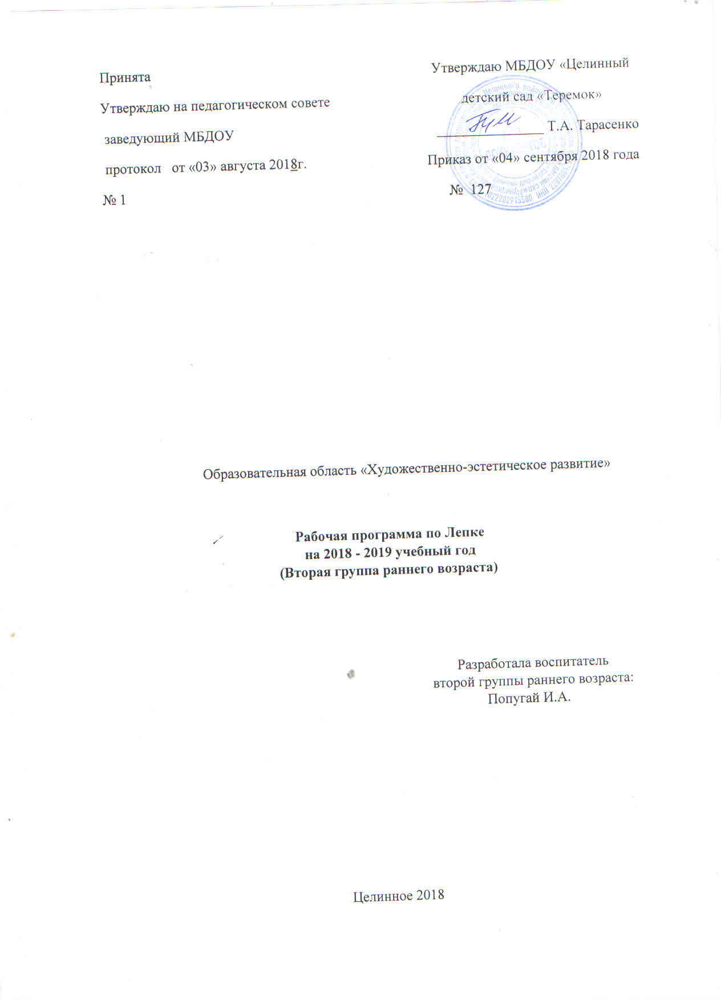 Принята
Утверждаю на педагогическом совете
заведующий МБДОУ
протокол от «03» августа 2018г.
№ 1
Утверждаю МБДОУ «Целинный
детский сад «Теремок»
Т.А. Тарасенко
Приказ от «04» сентября 2018 года
№ 127
Целинного
ИНН
Образовательная область «Художественно-эстетическое развитие»
Рабочая программа по Лепке
на 2018 - 2019 учебный год
(Вторая группа раннего возраста)
Разработала воспитатель
второй группы раннего возраста:
Попугай И.А.
Целинное 2018